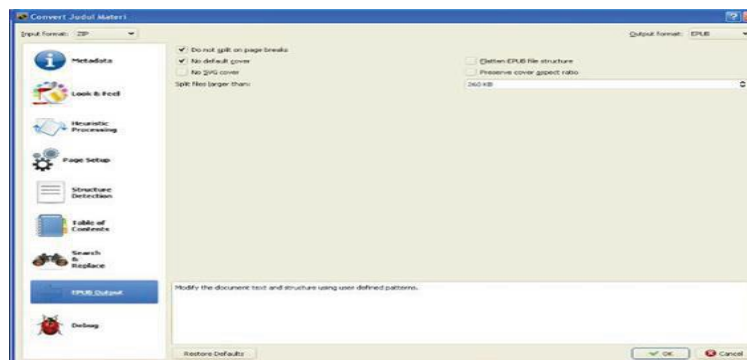 Convert Judul Materi
Input format: ZIP
Output format: EPUB
Metadata
Look & Feel
Heuristic
Processing
Page Setup
Structure
Detection
Table of
Contents
Search
&
Replace
EPUB Output
Debug
Do not split on page breaks
No default cover
Flatten EPUB file structure
No SVG cover
Preserve cover aspect ratio
Split files larger than:
260 KB
Modify the document text and structure using user defined patterns.
Restore Defaults
OK
Cancel